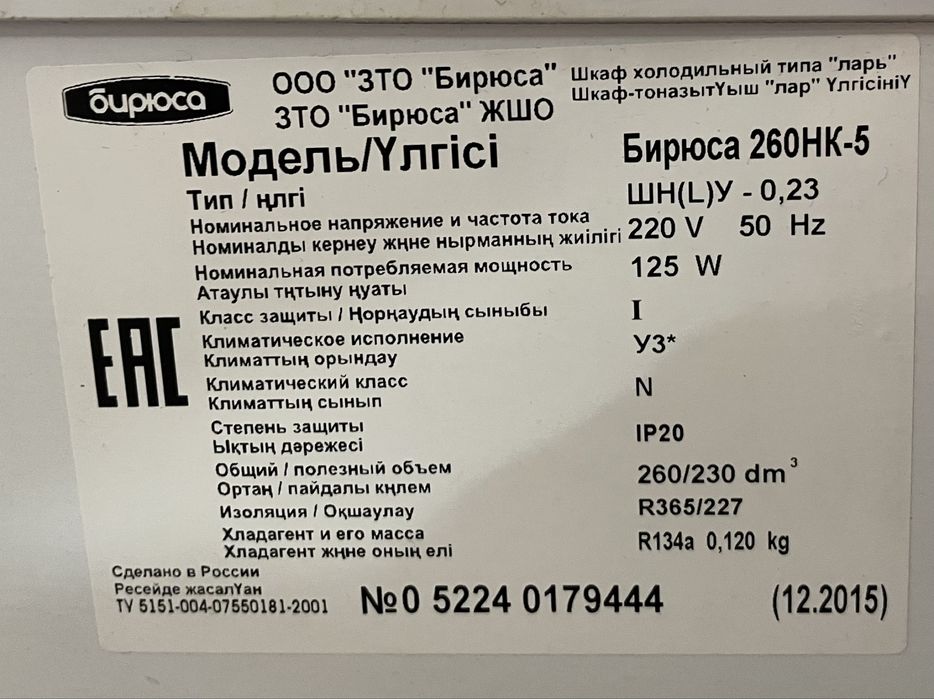 бирюса
ООО "ЗТО "Бирюса"
ЗТО "Бирюса" ЖШО
Шкаф холодильный типа "ларь"
Шкаф-тоназытҮыш "лар" ҮлгісініҮ
Модель/Үлгісі Бирюса 260НК-5
Тип / ңлгі ШН(L)У - 0,23
Номинальное напряжение и частота тока
Номиналды кернеу жңне нырманның жиілігі 220 V 50 Hz
Номинальная потребляемая мощность 125 W
Атаулы тңтыну ңуаты
Класс защиты / Ңорңаудың сыныбы I
Климатическое исполнение У3*
Климаттың орындау
Климатический класс N
Климаттың сынып
Степень защиты IP20
Ықтың дәрежесі
Общий / полезный объем 260/230 dm³
Ортаң / пайдалы кңлем
Изоляция / Оқшаулау R365/227
Хладагент и его масса R134a 0,120 kg
Хладагент жңне оның елі
EAC
Сделано в России
Ресейде жасалҮан
ТУ 5151-004-07550181-2001
№0 5224 0179444 (12.2015)